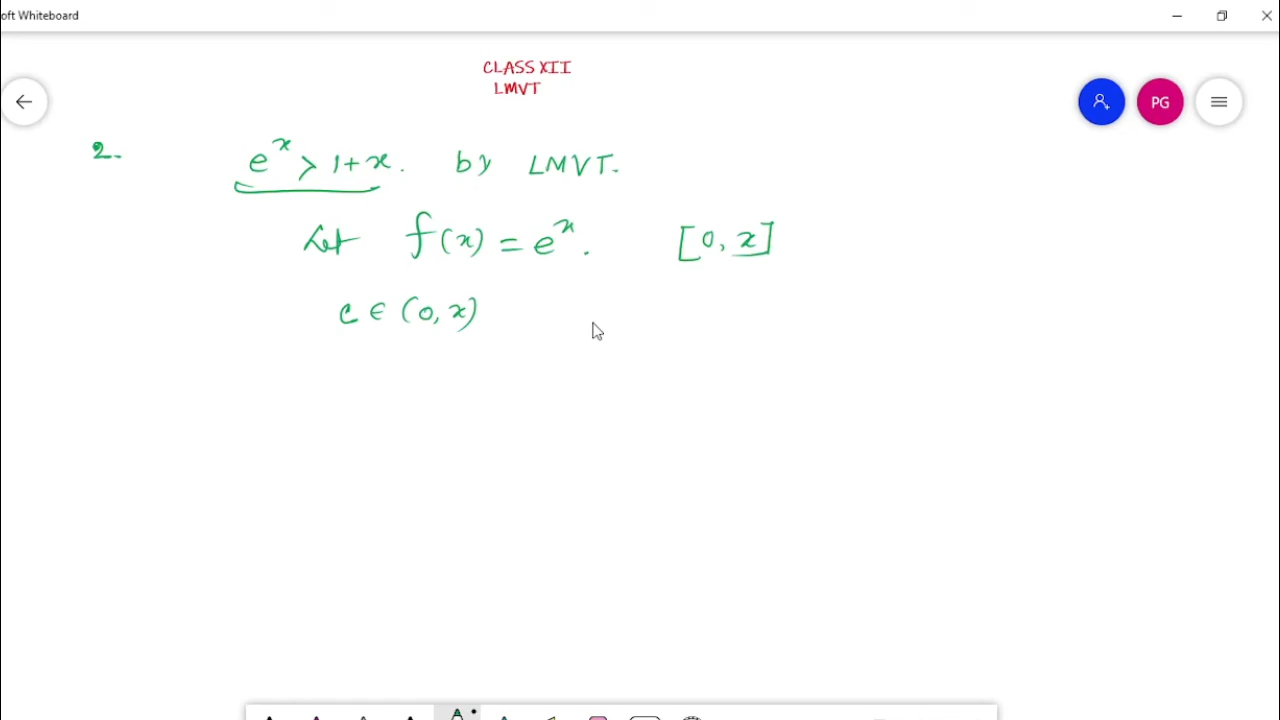 oft Whiteboard
CLASS XII
LMVT
PG
2. e^x > 1+x. by LMVT.
Let f(x) = e^x. [0, x]
c ∈ (0, x)